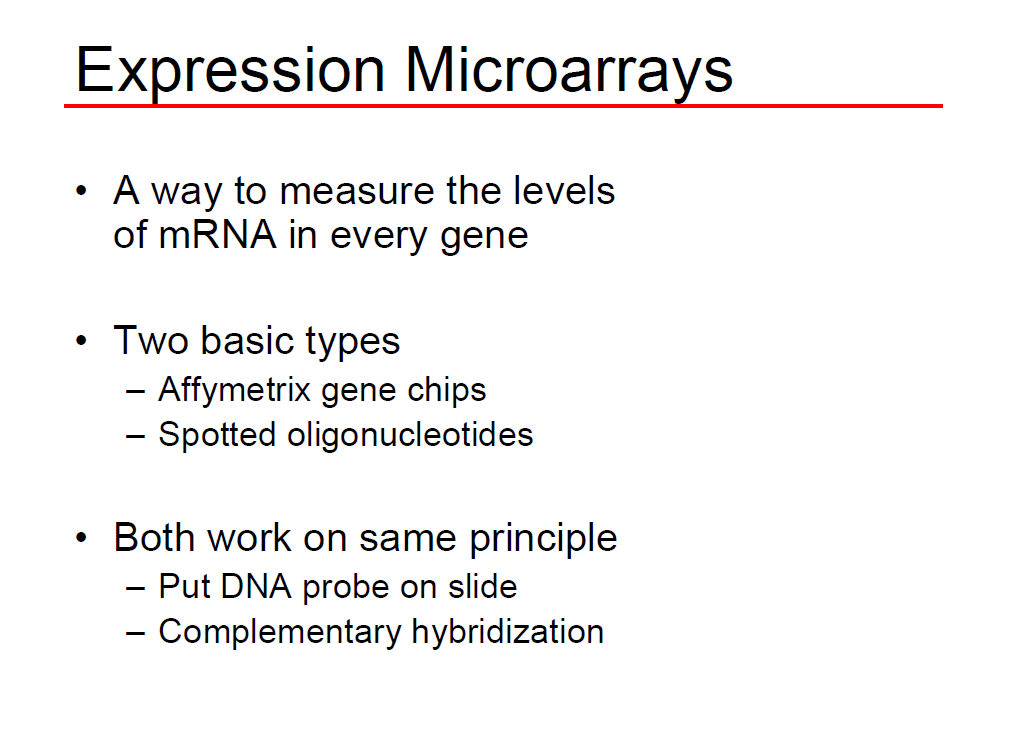 Expression Microarrays
• A way to measure the levels
of mRNA in every gene
• Two basic types
– Affymetrix gene chips
– Spotted oligonucleotides
• Both work on same principle
– Put DNA probe on slide
– Complementary hybridization